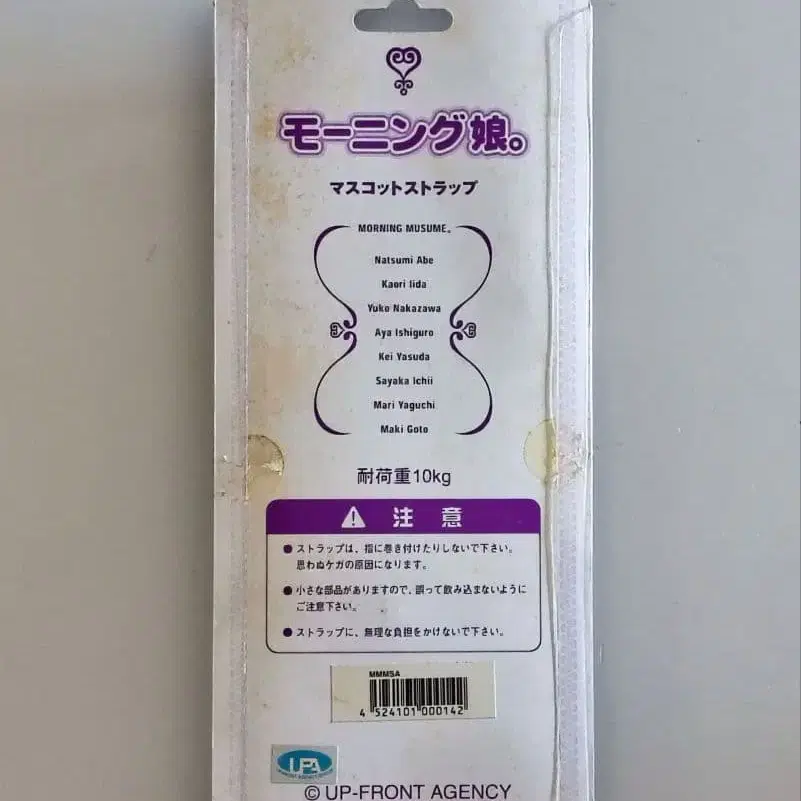 モーニング娘。
マスコットストラップ
MORNING MUSUME。
Natsumi Abe
Kaori Iida
Yuko Nakazawa
Aya Ishiguro
Kei Yasuda
Sayaka Ichii
Mari Yaguchi
Maki Goto
耐荷重10kg
注 意
● ストラップは、指に巻き付けたりしないで下さい。
思わぬケガの原因になります。
● 小さな部品がありますので、誤って飲み込まないように
ご注意下さい。
● ストラップに、無理な負担をかけないで下さい。
MMMSA
4 524101 000142
UFA
© UP-FRONT AGENCY